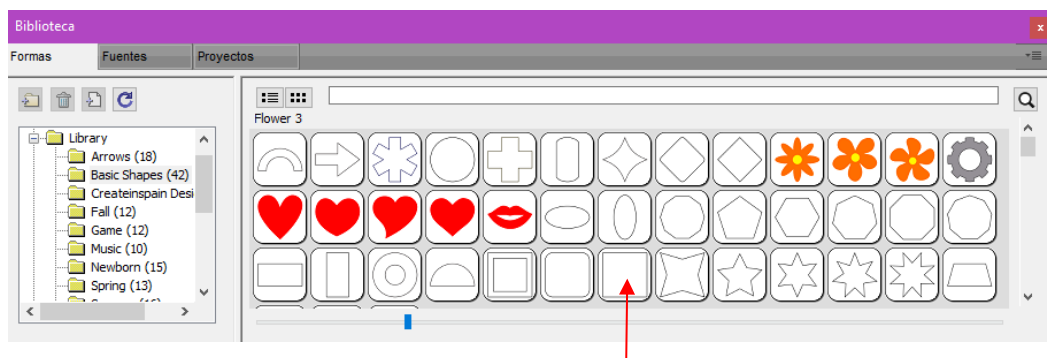 Biblioteca
x
Formas
Fuentes
Proyectos
Library
Arrows (18)
Basic Shapes (42)
Createinspain Desi
Fall (12)
Game (12)
Music (10)
Newborn (15)
Spring (13)
Flower 3